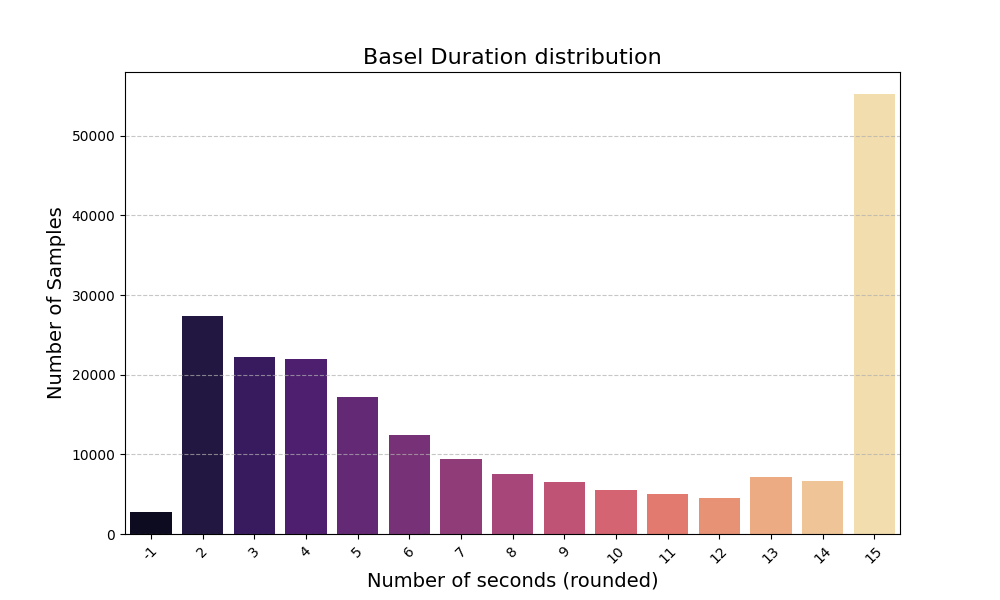 Basel Duration distribution
Number of Samples
50000
40000
30000
20000
10000
0
-1 2 3 4 5 6 7 8 9 10 11 12 13 14 15
Number of seconds (rounded)